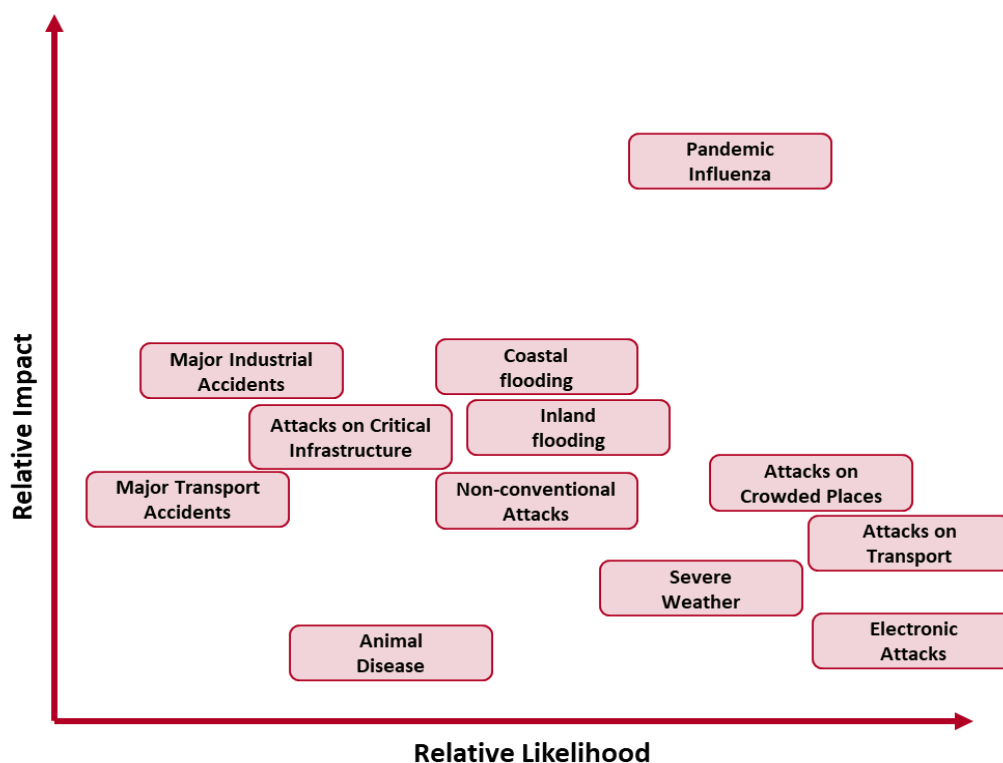 Pandemic
Influenza
Major Industrial
Accidents
Coastal
flooding
Attacks on Critical
Infrastructure
Inland
flooding
Major Transport
Accidents
Non-conventional
Attacks
Attacks on
Crowded Places
Attacks on
Transport
Severe
Weather
Electronic
Attacks
Animal
Disease
Relative Impact
Relative Likelihood